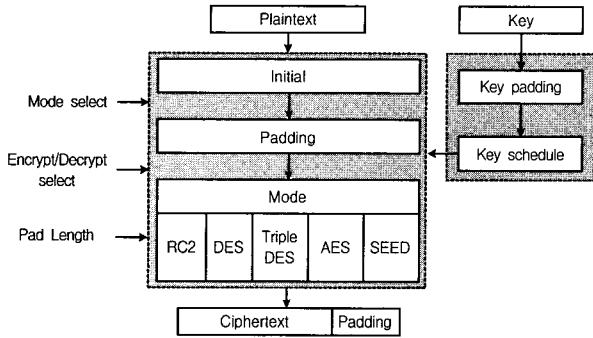 Plaintext
Key
Initial
Key padding
Mode select
Padding
Key schedule
Encrypt/Decrypt
select
Mode
Pad Length
RC2
DES
Triple
DES
AES
SEED
Ciphertext
Padding